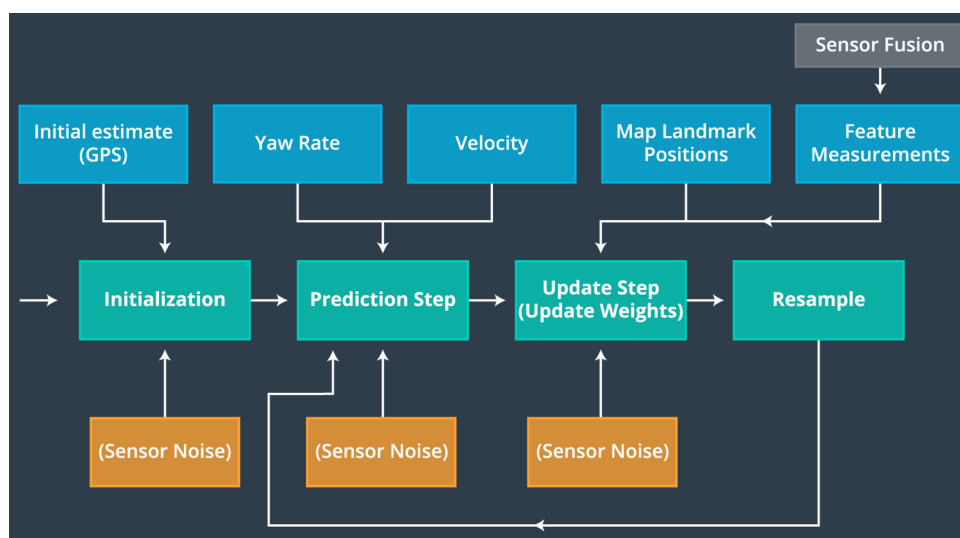 Sensor Fusion
Initial estimate
(GPS)
Yaw Rate
Velocity
Map Landmark
Positions
Feature
Measurements
Initialization
Prediction Step
Update Step
(Update Weights)
Resample
(Sensor Noise)
(Sensor Noise)
(Sensor Noise)